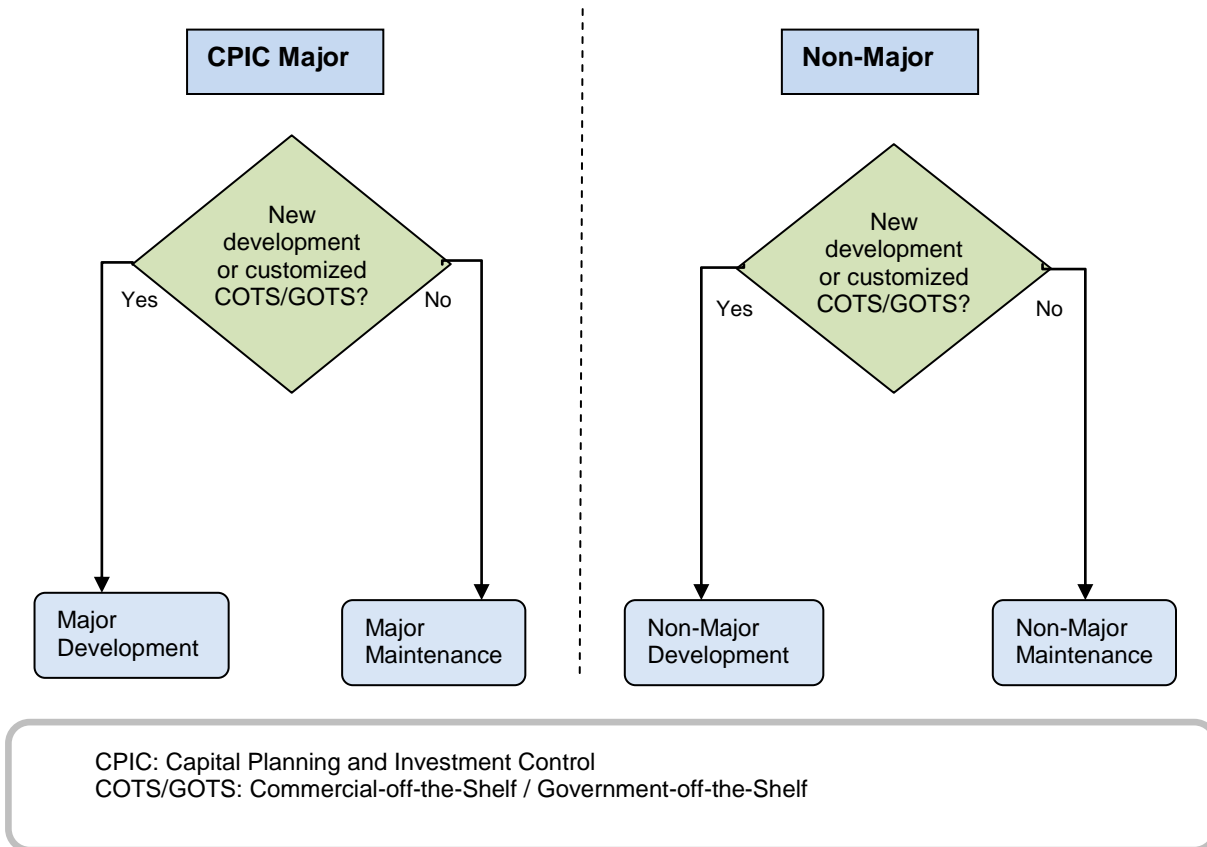 CPIC Major
New
development
or customized
COTS/GOTS?
Yes
No
Major
Development
Major
Maintenance
Non-Major
New
development
or customized
COTS/GOTS?
Yes
No
Non-Major
Development
Non-Major
Maintenance
CPIC: Capital Planning and Investment Control
COTS/GOTS: Commercial-off-the-Shelf / Government-off-the-Shelf